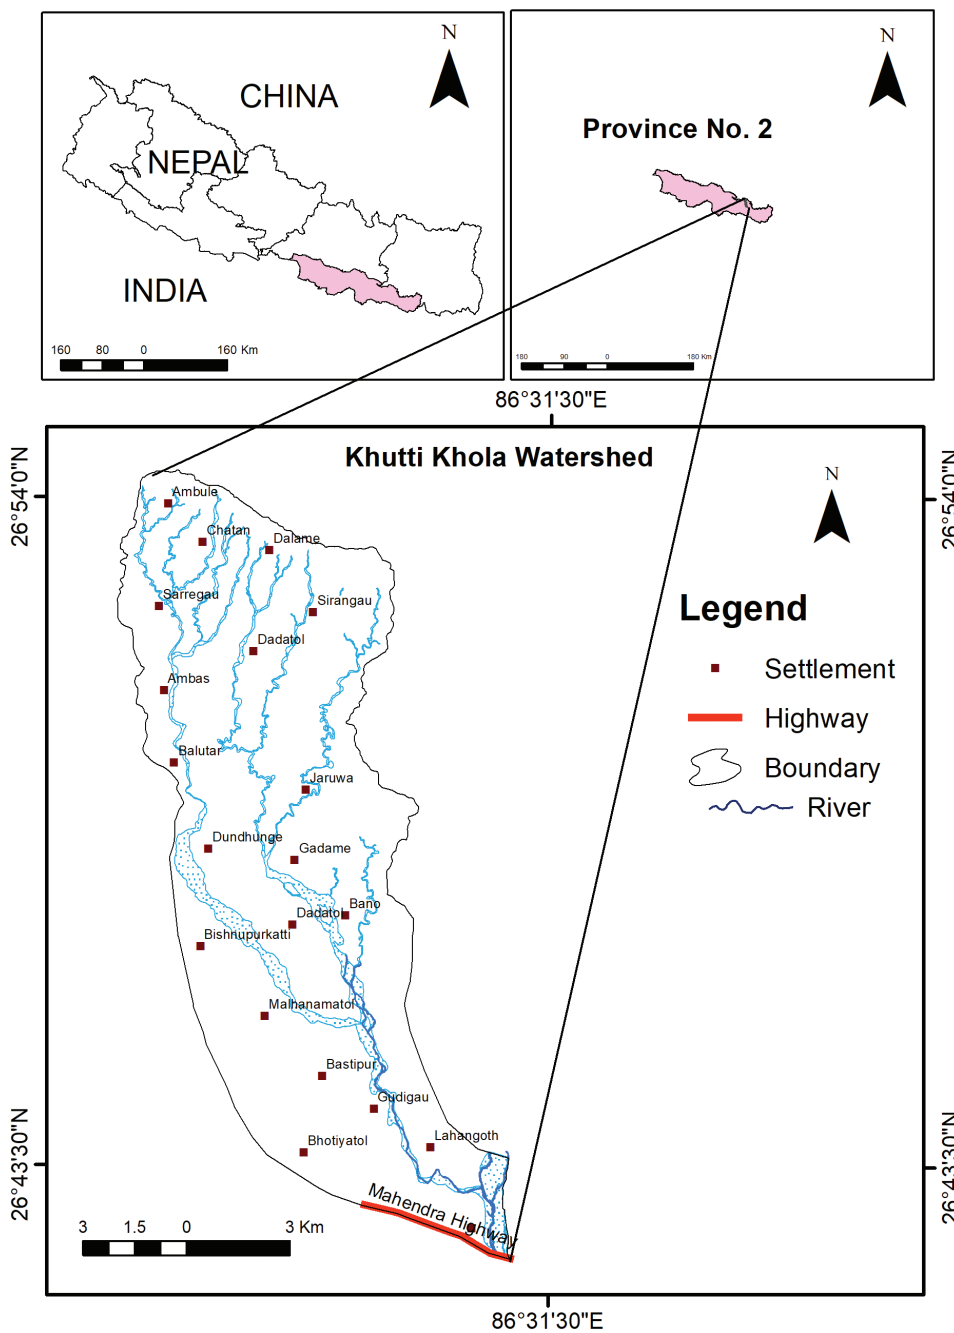 N
CHINA
NEPAL
INDIA
160 80 0 160 Km
N
Province No. 2
180 90 0 180 Km
86°31'30"E
Khutti Khola Watershed
N
26°54'0"N
26°54'0"N
Ambule
Chatan
Dalame
Sarregau
Sirangau
Dadatol
Ambas
Balutar
Jaruwa
Dundhunge
Gadame
Bano
Dadatol
Bishnupurkatti
Malhanamatol
Bastipur
Gudigau
Lahangoth
Bhotiyatol
Mahendra Highway
Legend
Settlement
Highway
Boundary
River
26°43'30"N
26°43'30"N
3 1.5 0 3 Km
86°31'30"E